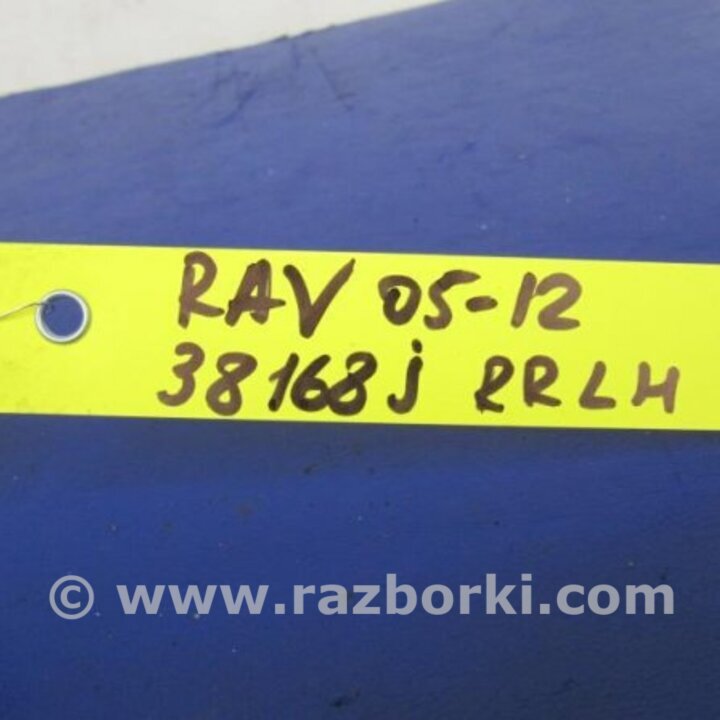 RAV 05-12
38168j RRLH
© www.razborki.com